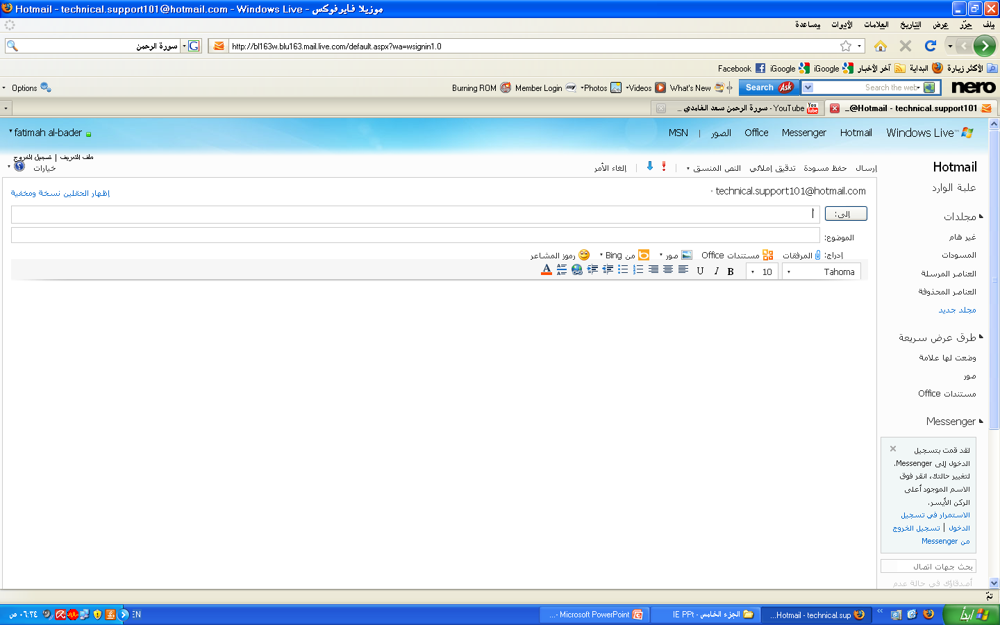 Hotmail - technical.support101@hotmail.com - Windows Live - موزيلا فايرفوكس
ملف حرّر عرض التاريخ العلامات الأدوات مساعدة
http://bl163w.blu163.mail.live.com/default.aspx?wa=wsignin1.0
سورة الرحمن
الأكثر زيارة البداية آخر الأخبار iGoogle iGoogle Facebook
nero Search the web Search Ask What's New Videos Photos my Member Login Burning ROM Options
Hotmail - technical.support101@...
YouTube - سورة الرحمن سعد الغامدي ...
Windows Live™ Hotmail Messenger Office الصور | MSN
fatimah al-bader
ملف التعريف | تسجيل الخروج
Hotmail
إرسال حفظ مسودة تدقيق إملائي النص المنسق | ! | إلغاء الأمر
خيارات
علبة الوارد
technical.support101@hotmail.com
إظهار الحقلين نسخة ومخفية
إلى:
الموضوع:
إدراج: المرفقات مستندات Office صور من Bing رموز المشاعر
Tahoma 10 B I U A
مجلدات
غير هام
المسودات
العناصر المرسلة
العناصر المحذوفة
مجلد جديد
طرق عرض سريعة
وضعت لها علامة
صور
مستندات Office
Messenger
لقد قمت بتسجيل
الدخول إلى Messenger.
لتغيير حالتك، انقر فوق
الاسم الموجود أعلى
الركن الأيسر.
الاستمرار في تسجيل
الدخول | تسجيل الخروج
من Messenger
بحث جهات اتصال
أصدقاؤك في حالة عدم
تمّ
ابدأ
Hotmail - technical.sup...
الجزء الخامس - IE PPt
Microsoft PowerPoint - ...
EN
٠٦:٣٤ ص